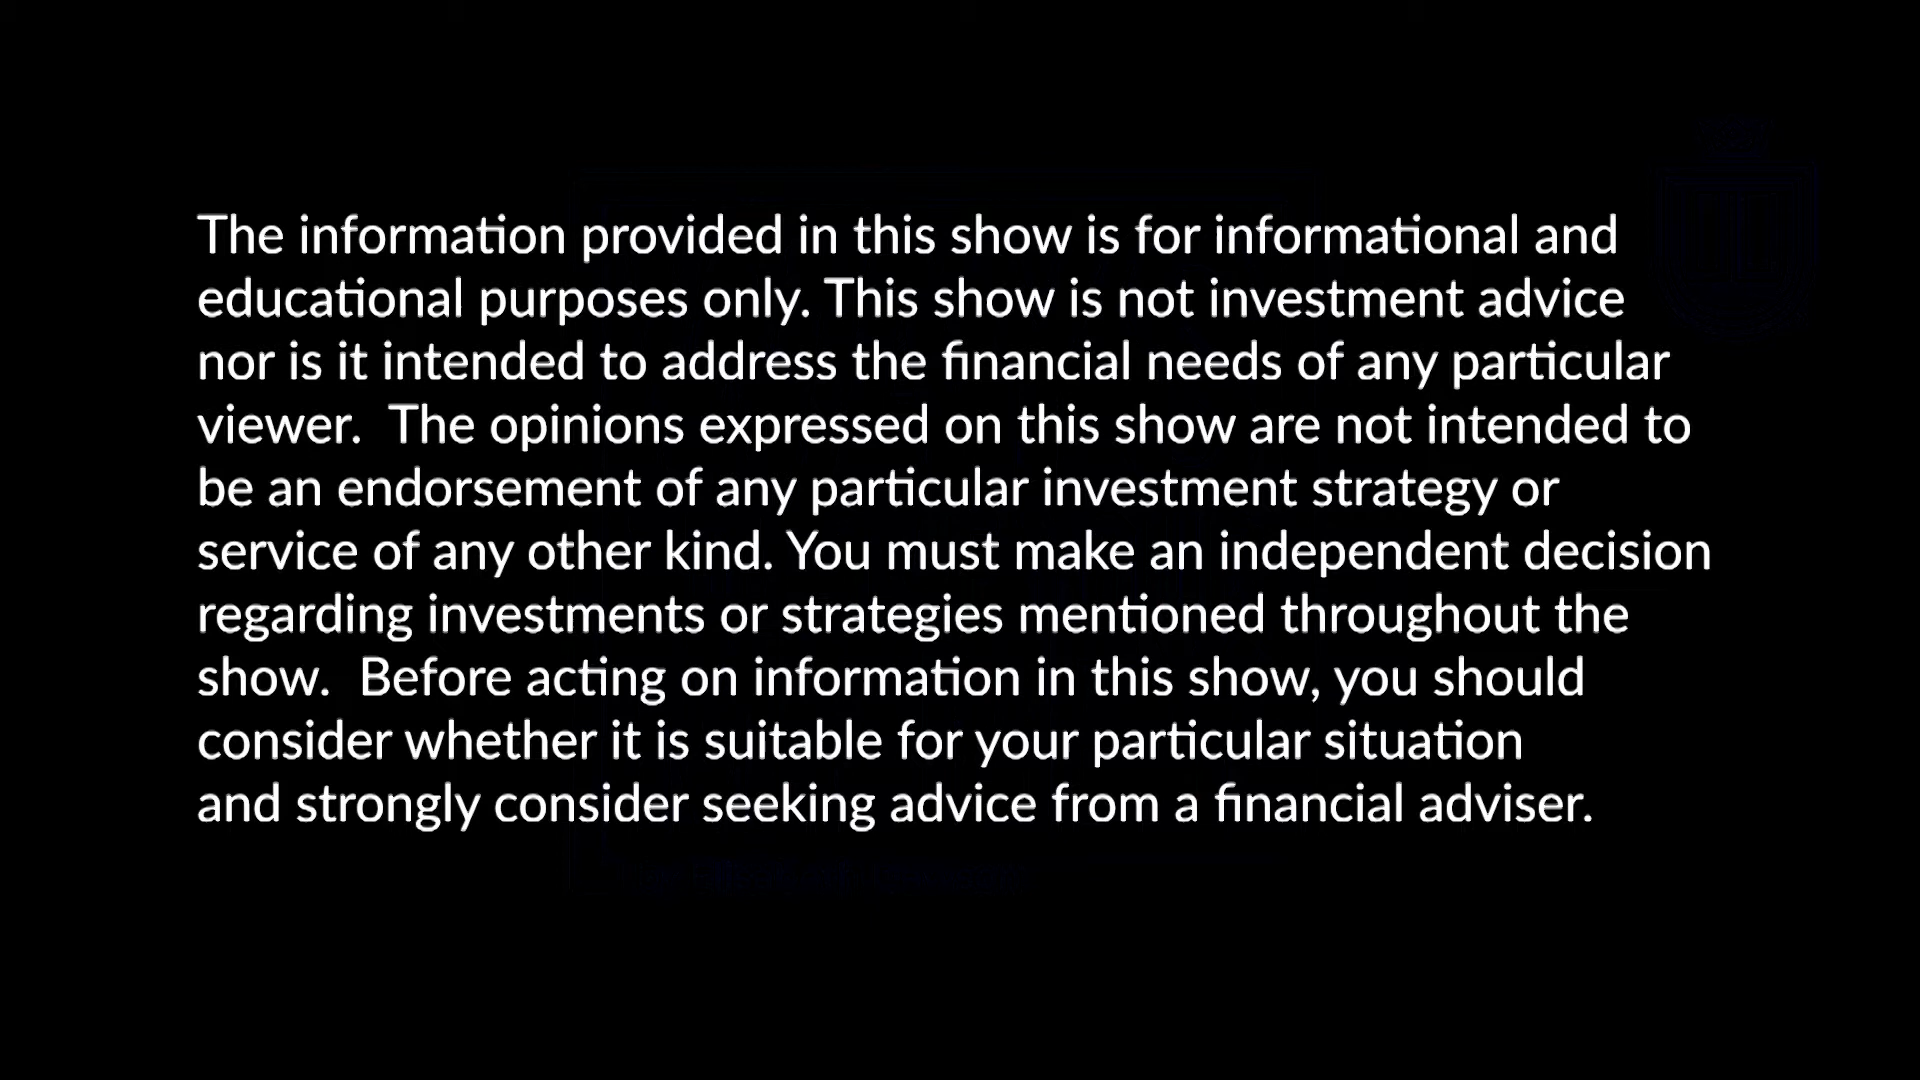 The information provided in this show is for informational and
educational purposes only. This show is not investment advice
nor is it intended to address the financial needs of any particular
viewer.  The opinions expressed on this show are not intended to
be an endorsement of any particular investment strategy or
service of any other kind. You must make an independent decision
regarding investments or strategies mentioned throughout the
show.  Before acting on information in this show, you should
consider whether it is suitable for your particular situation
and strongly consider seeking advice from a financial adviser.